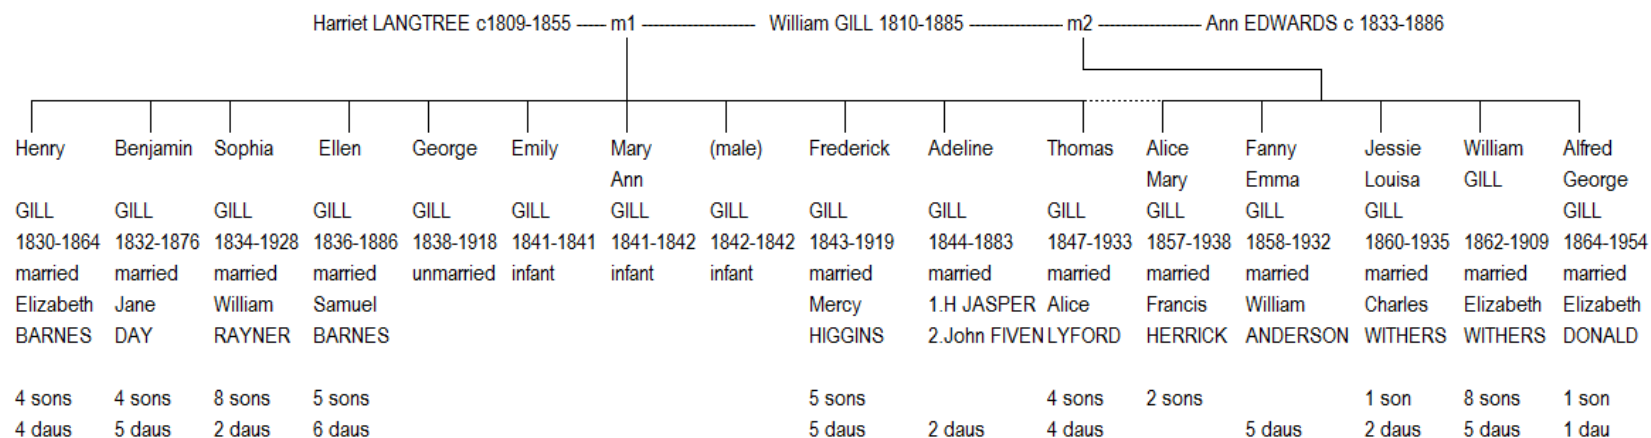 Harriet LANGTREE c1809-1855 ----- m1 ------------------- William GILL 1810-1885 ---------------- m2 ----------------- Ann EDWARDS c 1833-1886
Henry Benjamin Sophia Ellen George Emily Mary (male) Frederick Adeline Thomas Alice Fanny Jessie William Alfred
Ann Mary Emma Louisa GILL George
GILL GILL GILL GILL GILL GILL GILL GILL GILL GILL GILL GILL GILL GILL GILL
1830-1864 1832-1876 1834-1928 1836-1886 1838-1918 1841-1841 1841-1842 1842-1842 1843-1919 1844-1883 1847-1933 1857-1938 1858-1932 1860-1935 1862-1909 1864-1954
married married married married unmarried infant infant infant married married married married married married married married
Elizabeth Jane William Samuel Mercy 1.H JASPER Alice Francis William Charles Elizabeth Elizabeth
BARNES DAY RAYNER BARNES HIGGINS 2.John FIVEN LYFORD HERRICK ANDERSON WITHERS WITHERS DONALD
4 sons 4 sons 8 sons 5 sons 5 sons 4 sons 2 sons 1 son 8 sons 1 son
4 daus 5 daus 2 daus 6 daus 5 daus 2 daus 4 daus 5 daus 2 daus 5 daus 1 dau